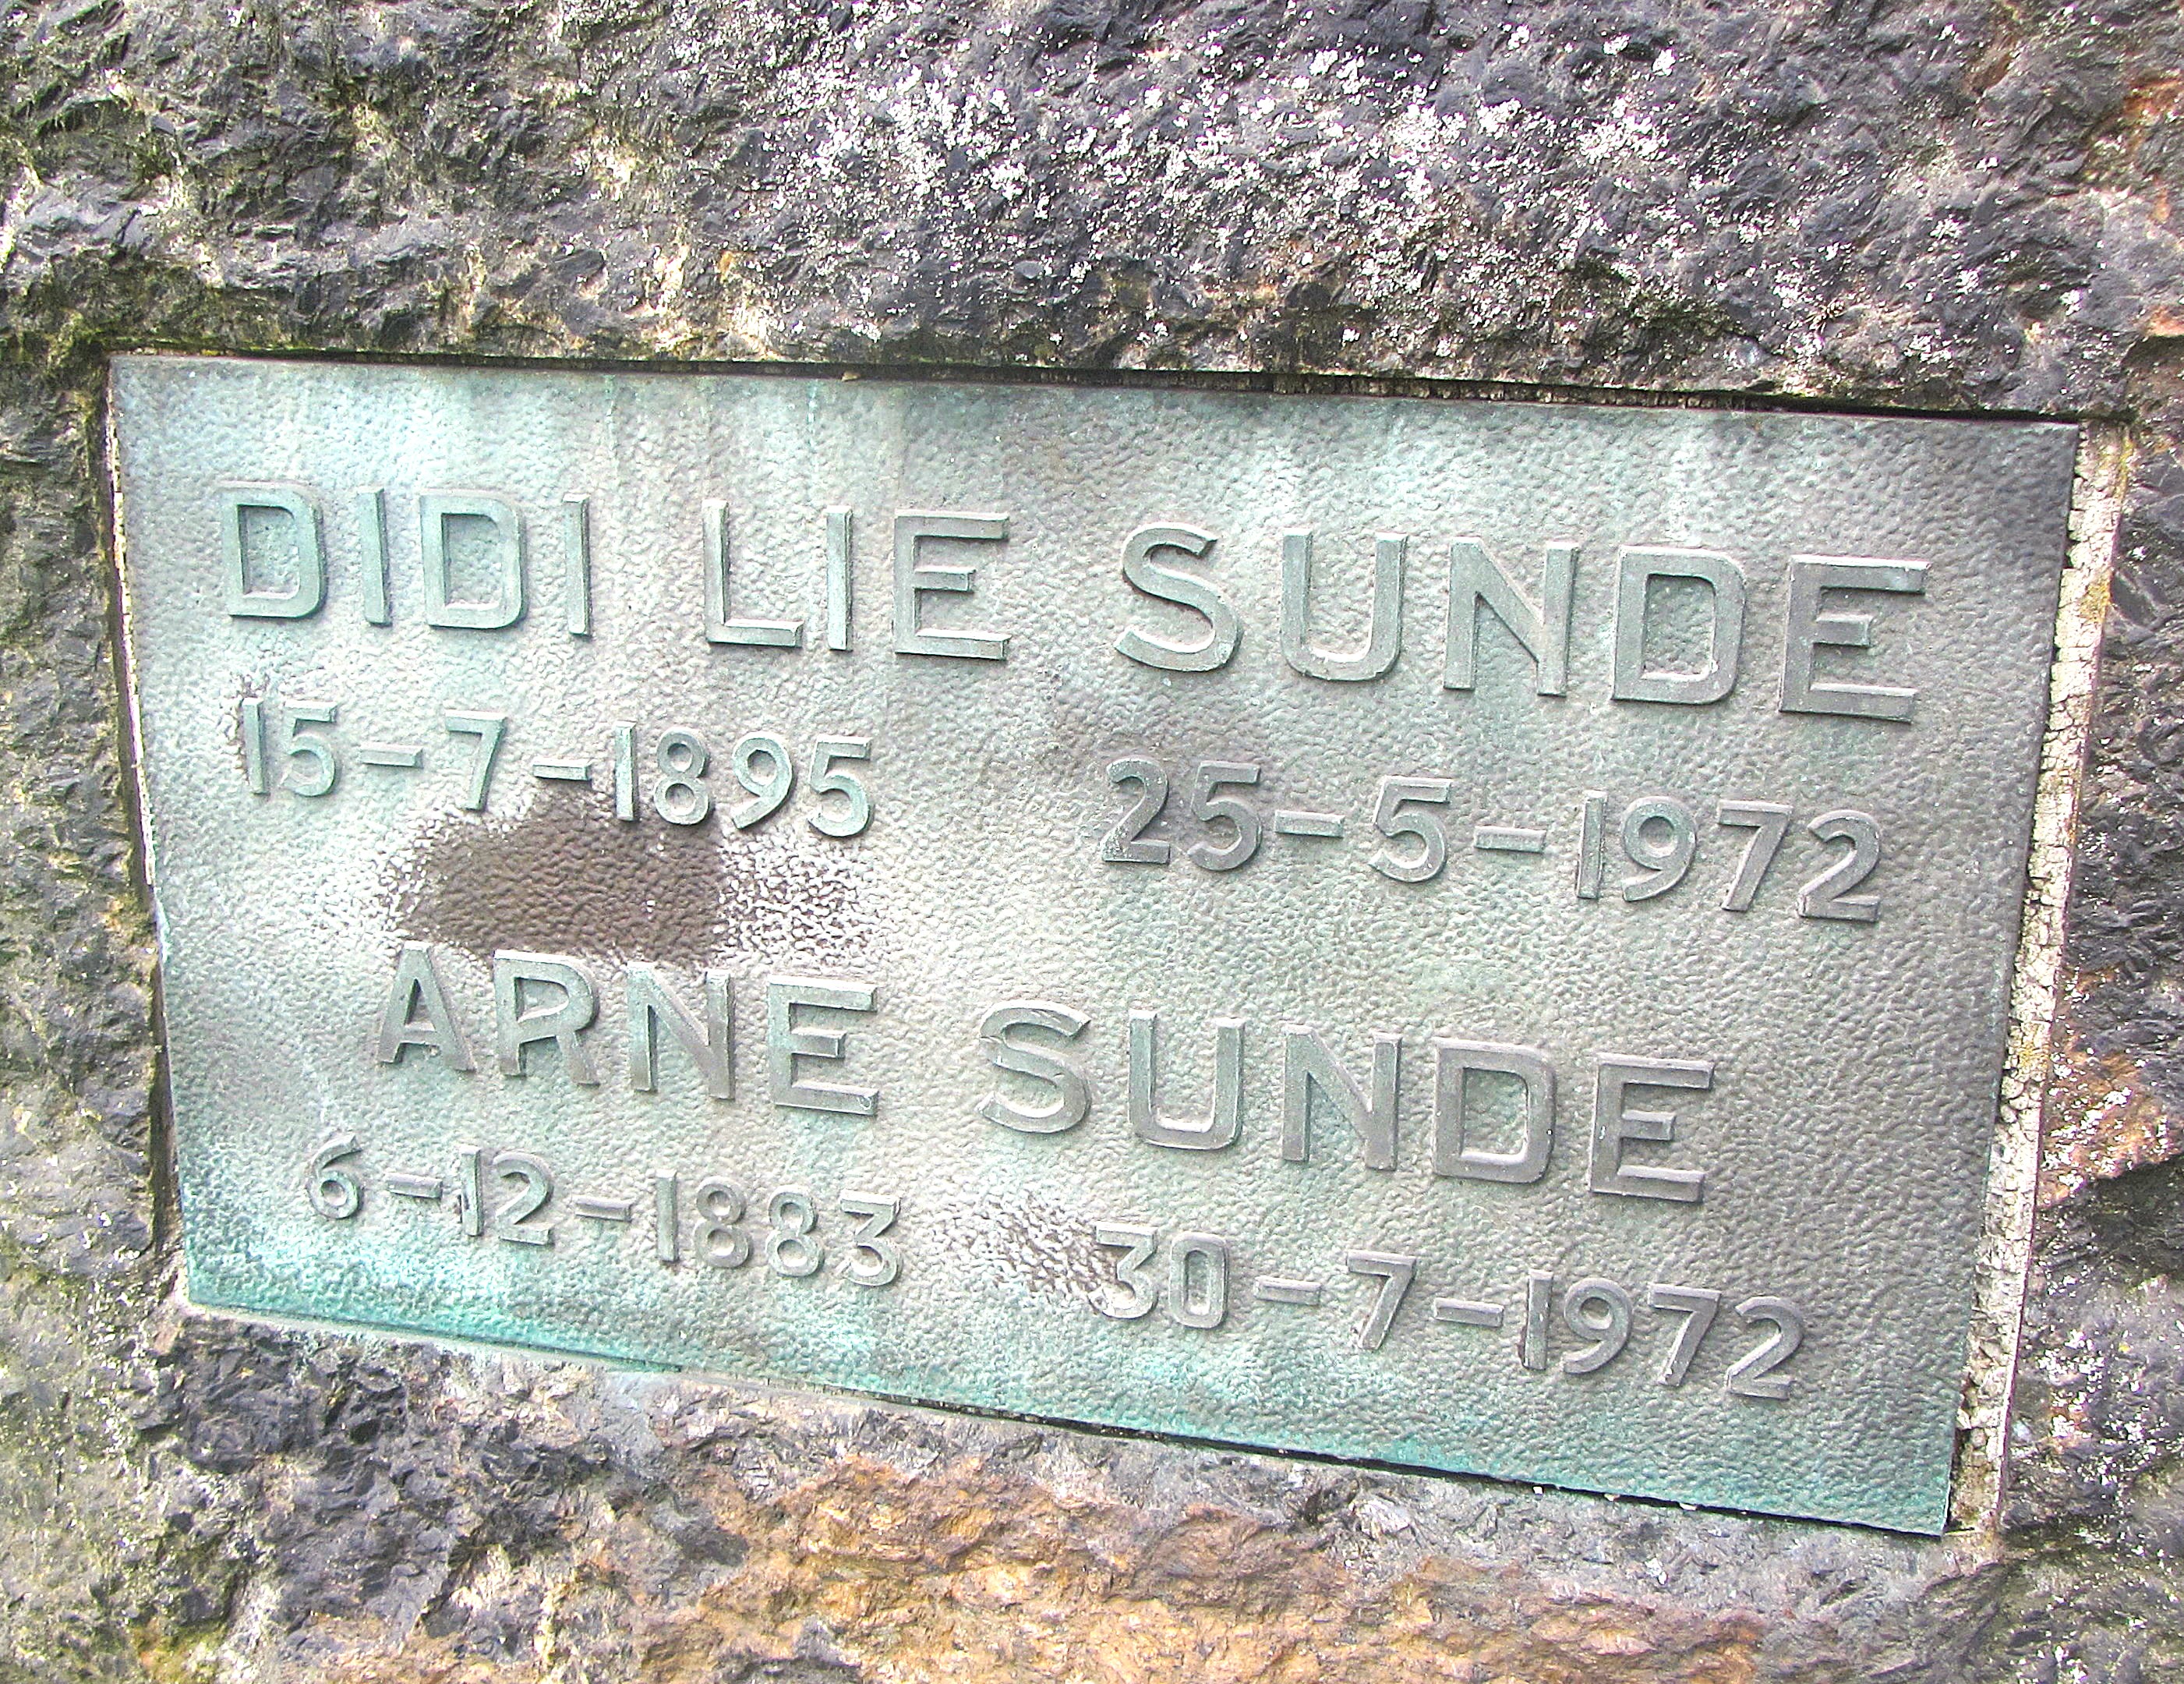 DIDI LIE SUNDE
15-7-1895 25-5-1972
ARNE SUNDE
6-12-1883 30-7-1972